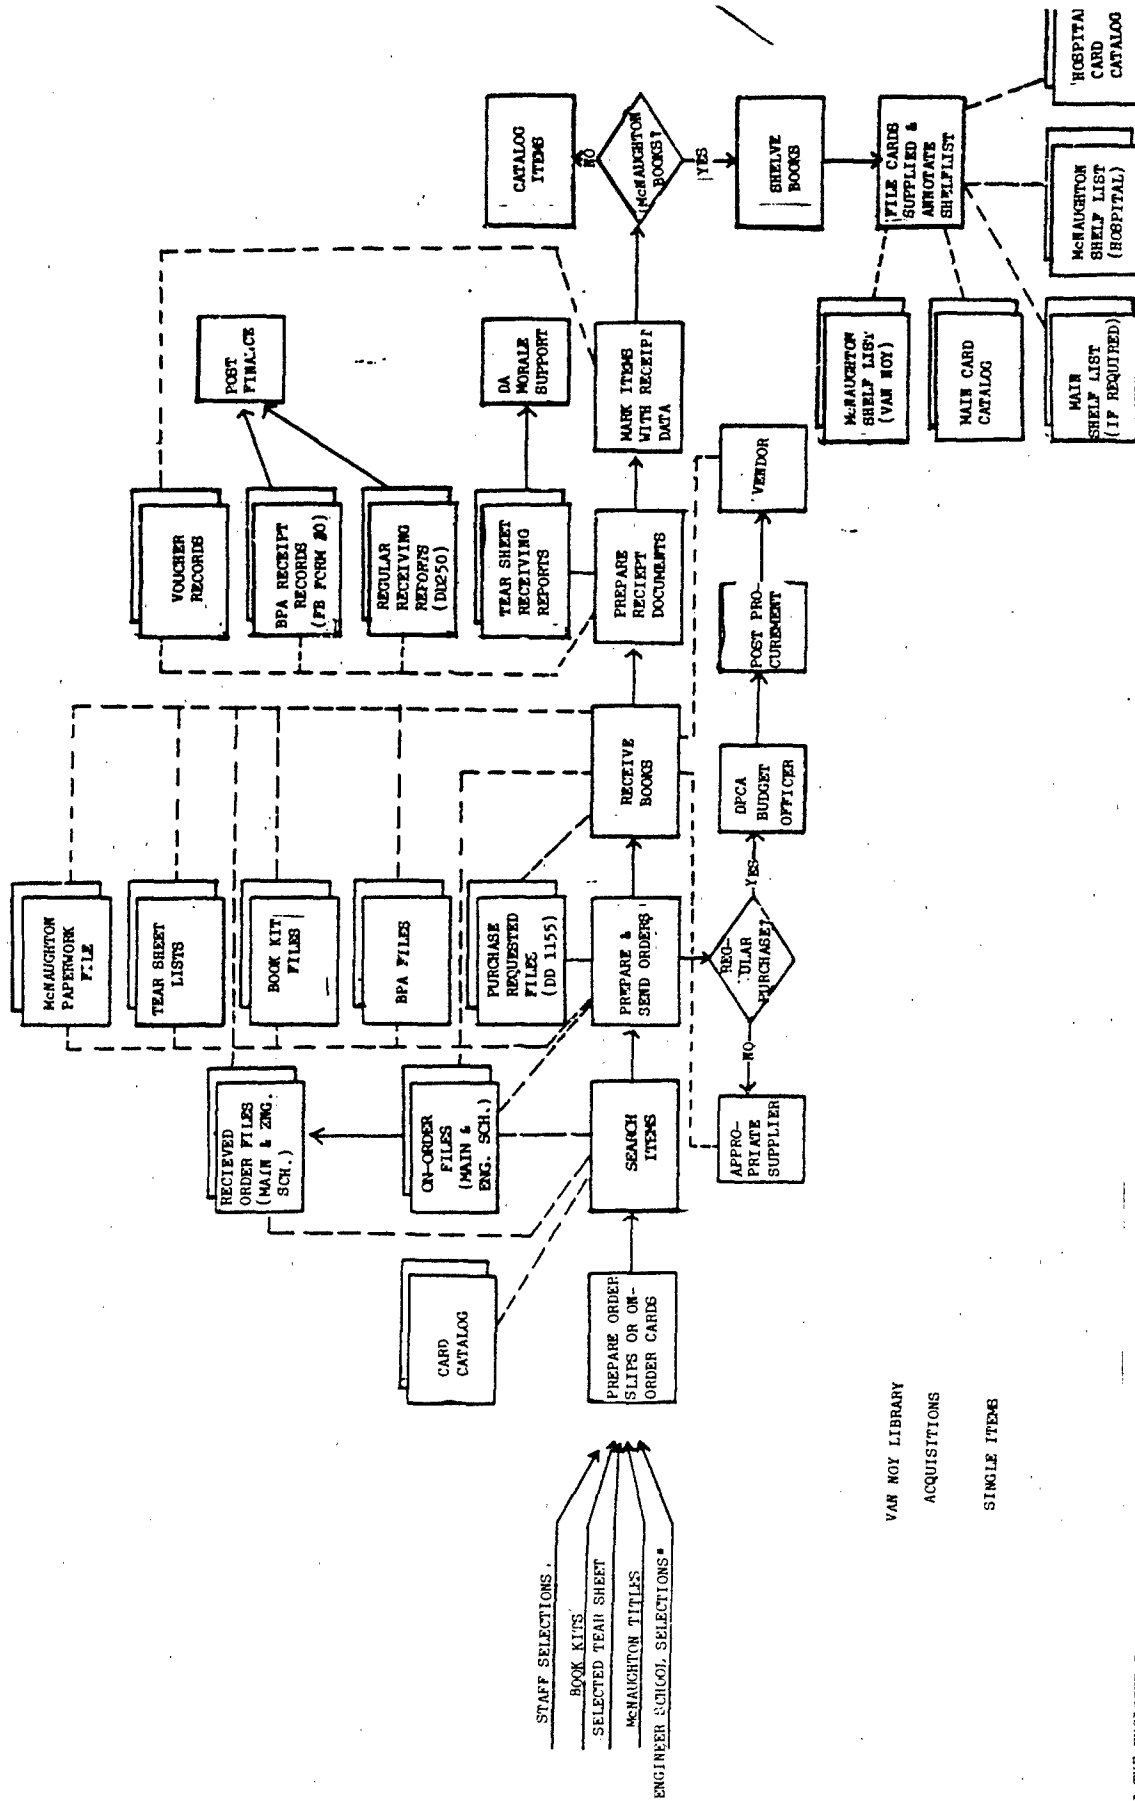 STAFF SELECTIONS
BOOK KITS
SELECTED TEAR SHEET
McNAUGHTON TITLES
ENGINEER SCHOOL SELECTIONS*
PREPARE ORDER
SLIPS OR ON-
ORDER CARDS
CARD
CATALOG
SEARCH
ITEMS
RECIEVED
ORDER FILES
(MAIN & ENG.
SCH.)
ON-ORDER
FILES
(MAIN &
ENG. SCH.)
McNAUGHTON
PAPERWORK
FILE
TEAR SHEET
LISTS
BOOK KIT
FILES
BPA FILES
PURCHASE
REQUESTED
FILES
(DD 1155)
PREPARE &
SEND ORDERS
REG-
ULAR
PURCHASE?
NO
YES
APPRO-
PRIATE
SUPPLIER
DPCA
BUDGET
OFFICER
POST PRO-
CUREMENT
VENDOR
RECEIVE
BOOKS
VOUCHER
RECORDS
BPA RECEIPT
RECORDS
(FB FORM 20)
REGULAR
RECEIVING
REPORTS
(DD250)
TEAR SHEET
RECEIVING
REPORTS
PREPARE
RECIEPT
DOCUMENTS
POST
FINANCE
DA
MORALE
SUPPORT
MARK ITEMS
WITH RECEIPT
DATA
McNAUGHTON
BOOKS?
NO
YES
CATALOG
ITEMS
SHELVE
BOOKS
FILE CARDS
SUPPLIED &
ANNOTATE
SHELFLIST
McNAUGHTON
SHELF LIST
(VAN NOY)
MAIN CARD
CATALOG
MAIN
SHELF LIST
(IF REQUIRED)
McNAUGHTON
SHELF LIST
(HOSPITAL)
HOSPITAL
CARD
CATALOG
VAN NOY LIBRARY
ACQUISITIONS
SINGLE ITEMS